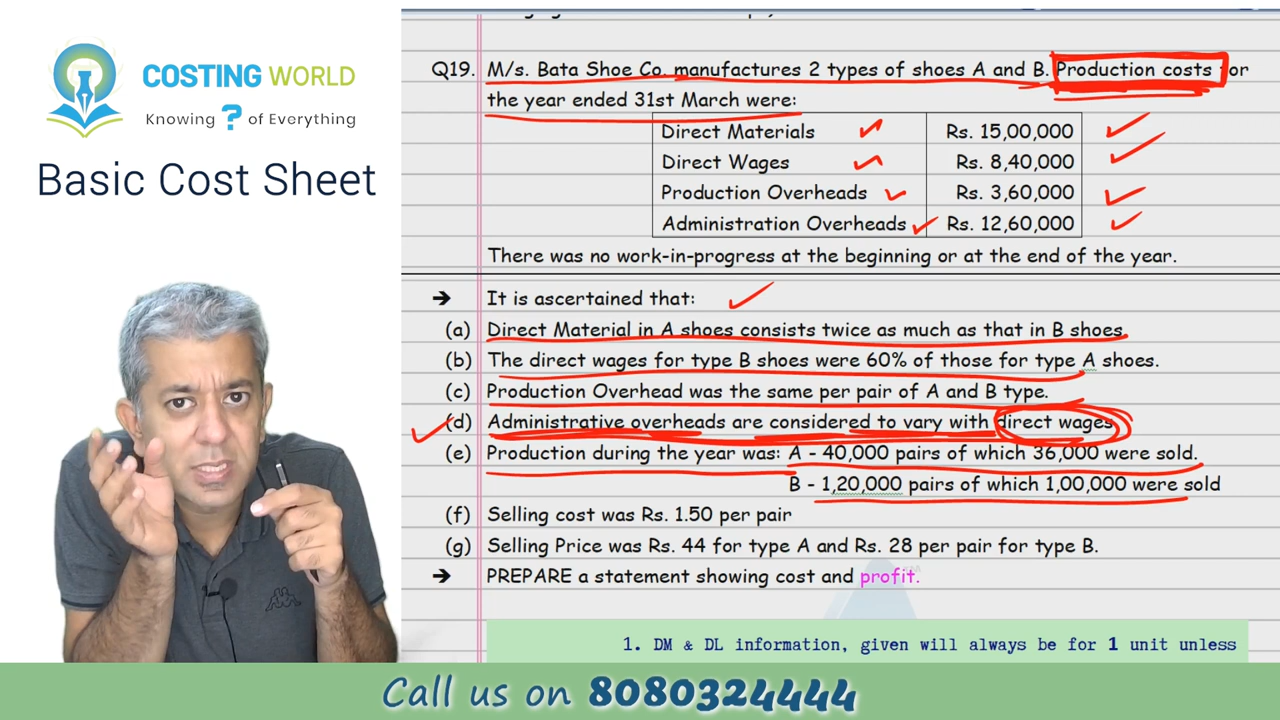 COSTING WORLD
Knowing ? of Everything
Basic Cost Sheet
Q19. M/s. Bata Shoe Co. manufactures 2 types of shoes A and B. Production costs for
the year ended 31st March were:
Direct Materials Rs. 15,00,000
Direct Wages Rs. 8,40,000
Production Overheads Rs. 3,60,000
Administration Overheads Rs. 12,60,000
There was no work-in-progress at the beginning or at the end of the year.
➔ It is ascertained that:
(a) Direct Material in A shoes consists twice as much as that in B shoes.
(b) The direct wages for type B shoes were 60% of those for type A shoes.
(c) Production Overhead was the same per pair of A and B type.
(d) Administrative overheads are considered to vary with direct wages
(e) Production during the year was: A - 40,000 pairs of which 36,000 were sold.
B - 1,20,000 pairs of which 1,00,000 were sold
(f) Selling cost was Rs. 1.50 per pair
(g) Selling Price was Rs. 44 for type A and Rs. 28 per pair for type B.
➔ PREPARE a statement showing cost and profit.
1. DM & DL information, given will always be for 1 unit unless
Call us on 8080324444